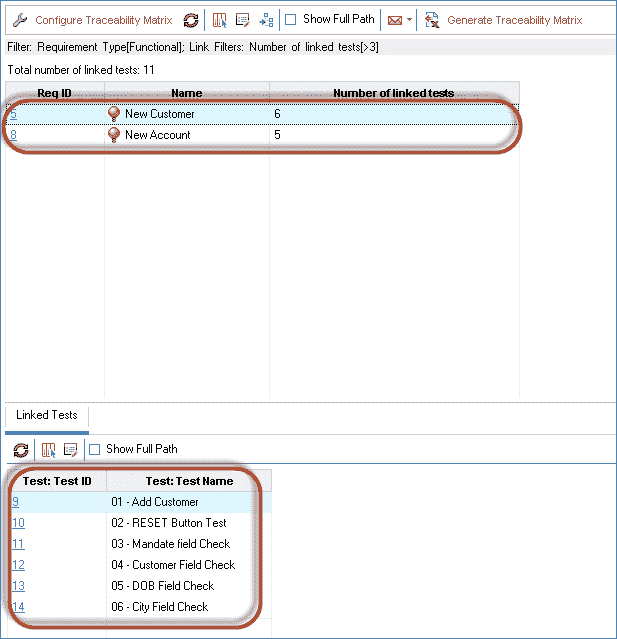 Configure Traceability Matrix Show Full Path Generate Traceability Matrix
Filter: Requirement Type[Functional]; Link Filters: Number of linked tests[>3]
Total number of linked tests: 11
Req ID Name Number of linked tests
5 New Customer 6
8 New Account 5
Linked Tests
Show Full Path
Test: Test ID Test: Test Name
9 01 - Add Customer
10 02 - RESET Button Test
11 03 - Mandate field Check
12 04 - Customer Field Check
13 05 - DOB Field Check
14 06 - City Field Check